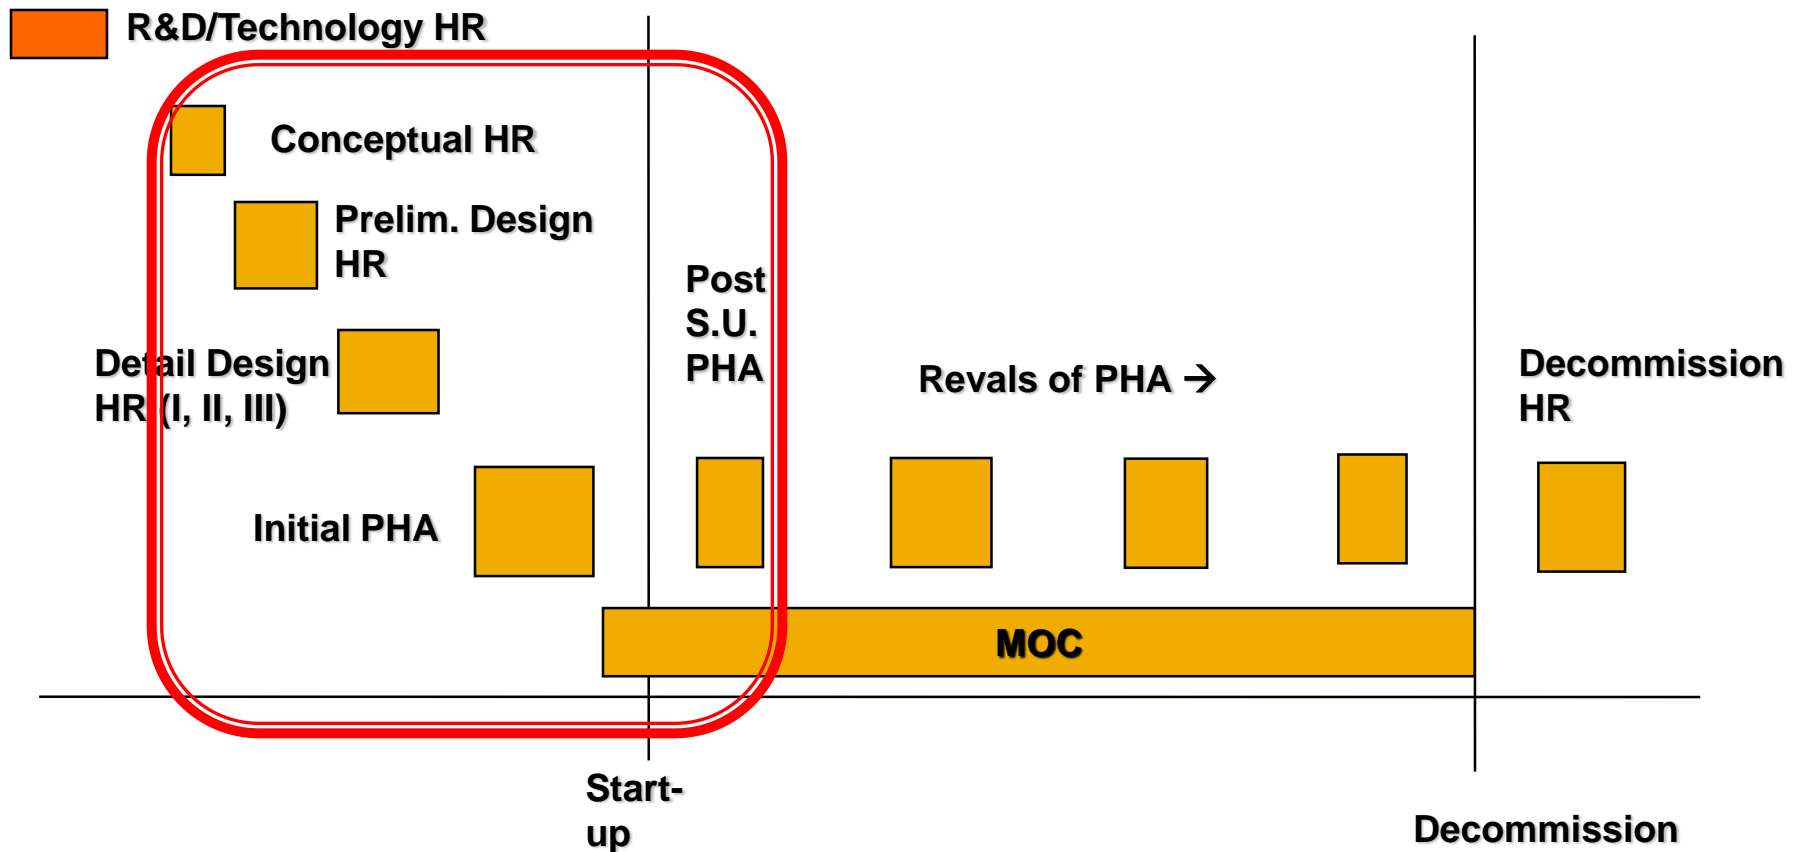 R&D/Technology HR
Conceptual HR
Prelim. Design
HR
Post
S.U.
PHA
Detail Design
HR (I, II, III)
Revals of PHA →
Decommission
HR
Initial PHA
MOC
Start-
up
Decommission